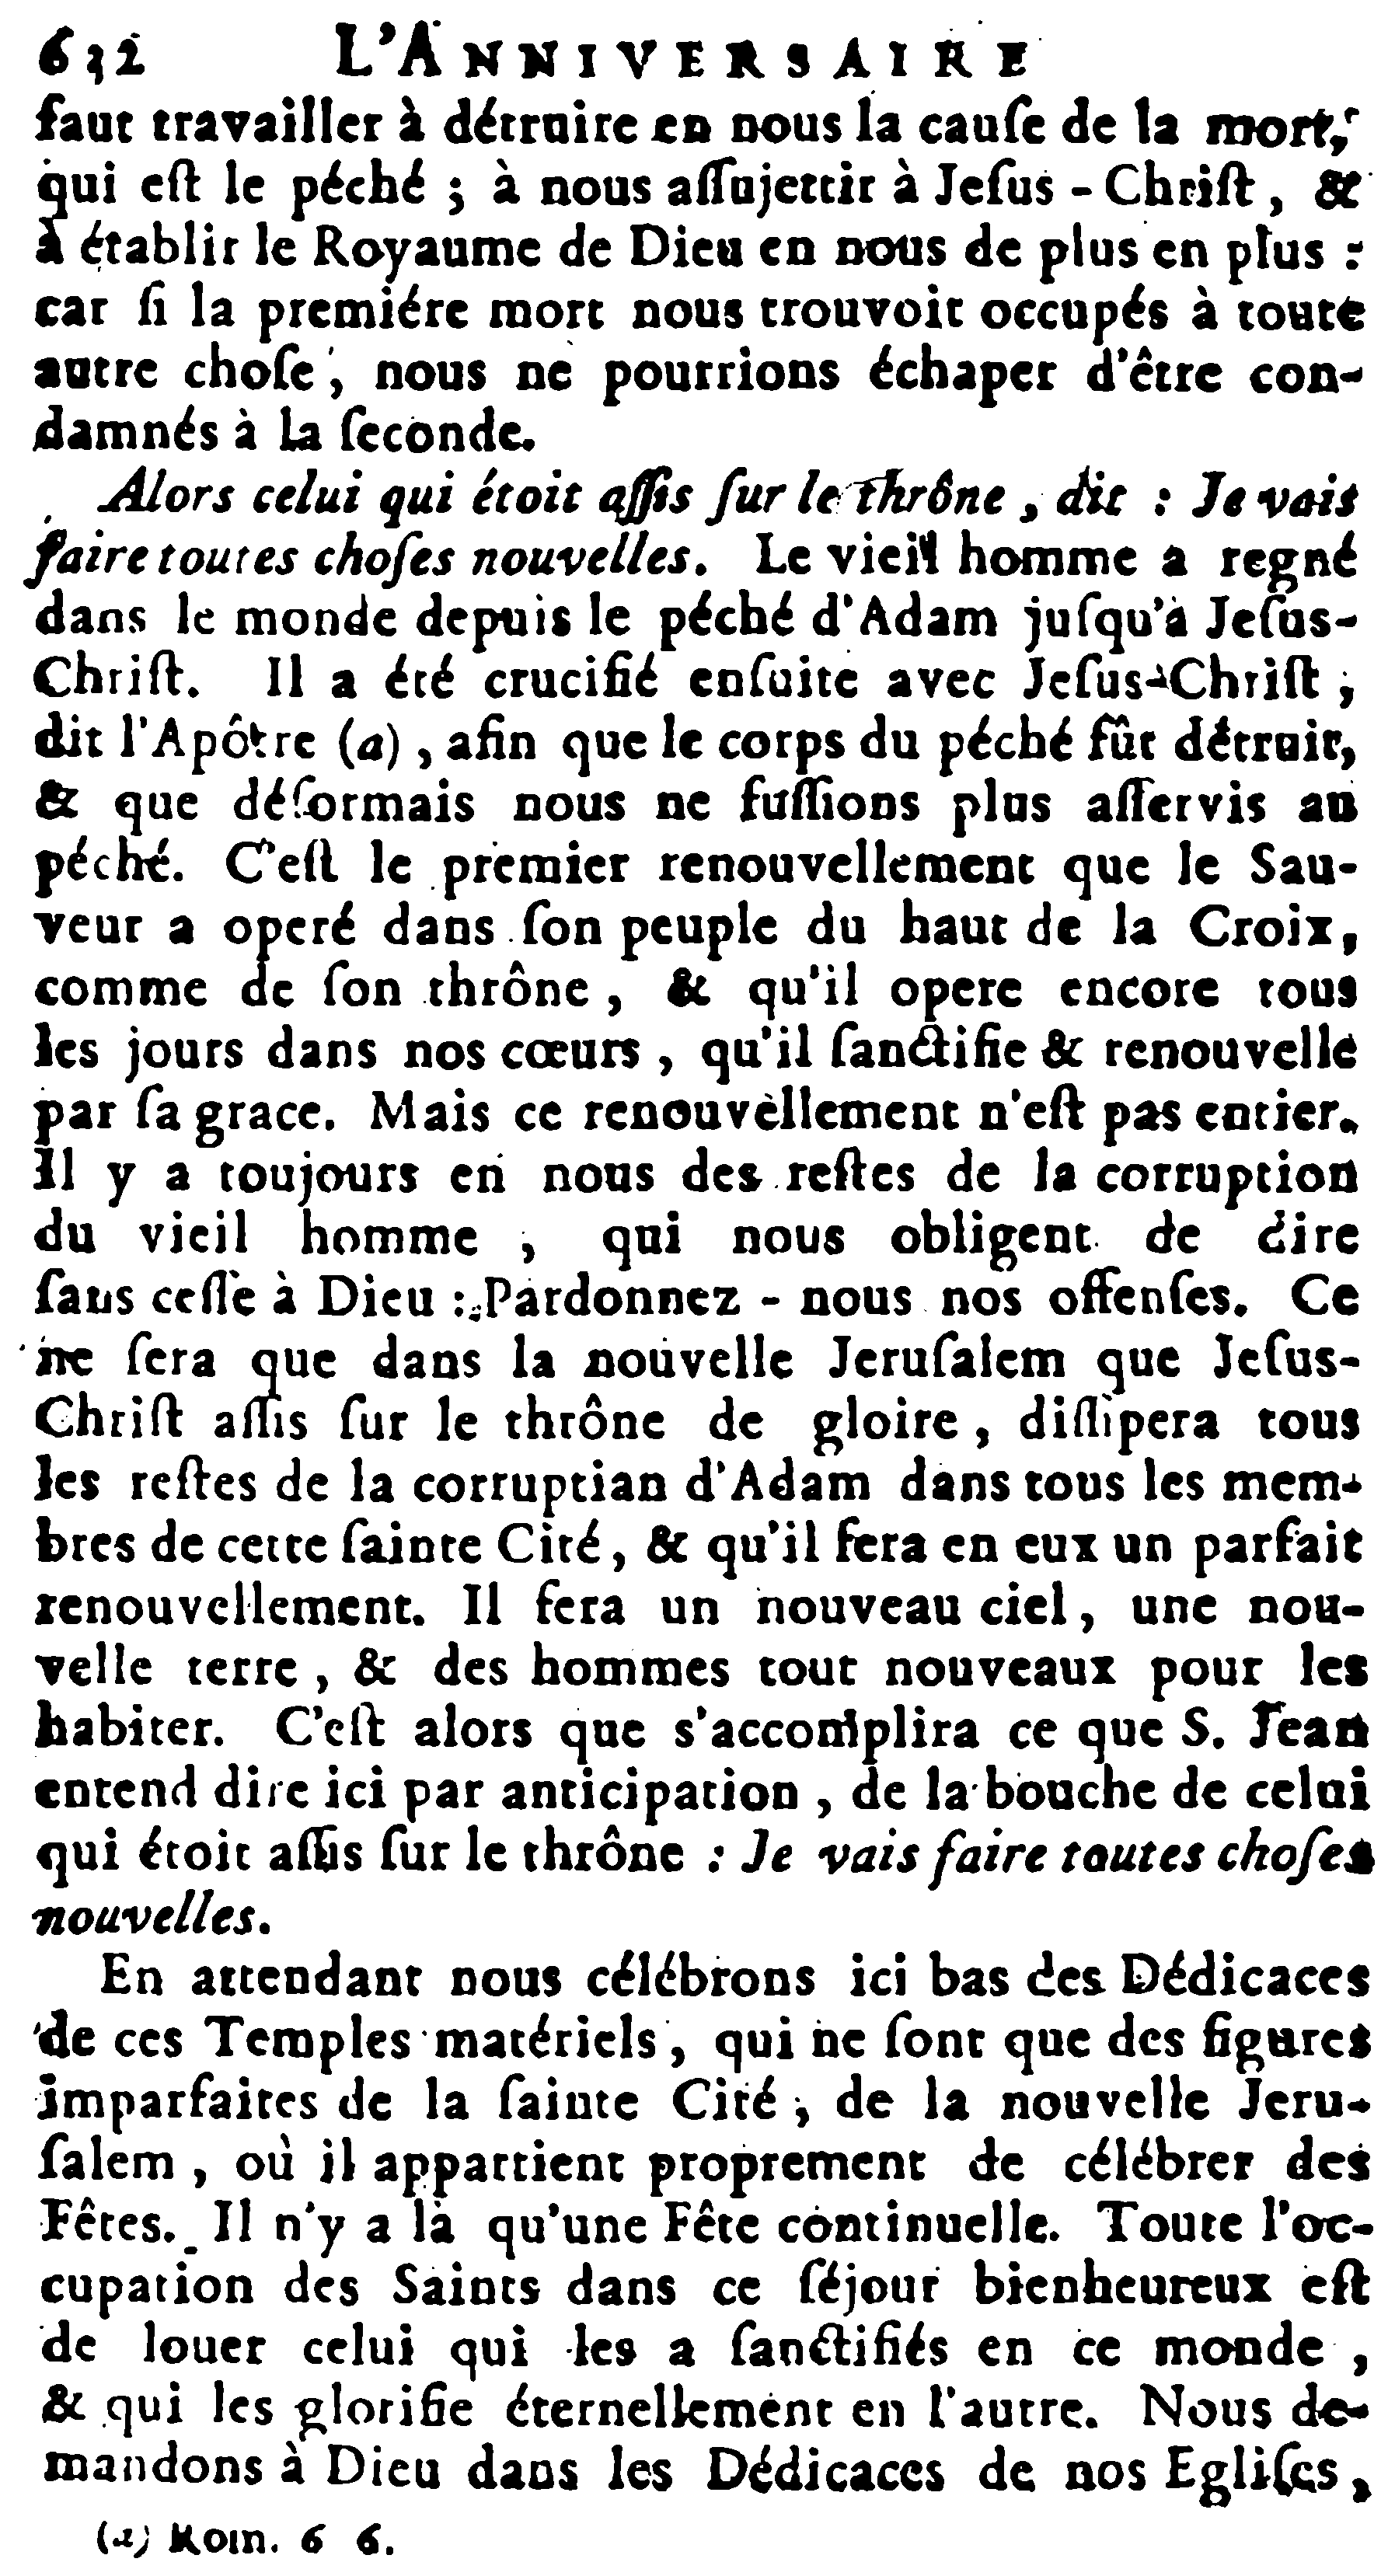 632 L'ANNIVERSAIRE
faut travailler à détruire en nous la cauſe de la mort,
qui eſt le péché ; à nous aſſujettir à Jeſus - Chriſt , &
à établir le Royaume de Dieu en nous de plus en plus :
car ſi la premiére mort nous trouvoit occupés à toute
autre choſe , nous ne pourrions échaper d'être con-
damnés à la ſeconde.
Alors celui qui étoit aſſis ſur le thrône , dit : Je vais
faire toutes choſes nouvelles. Le vieil homme a regné
dans le monde depuis le péché d'Adam juſqu'à Jeſus-
Chriſt. Il a été crucifié enſuite avec Jeſus-Chriſt ,
dit l'Apôtre (a) , afin que le corps du péché fût détruit,
& que déſormais nous ne fuſſions plus aſſervis au
péché. C'eſt le premier renouvellement que le Sau-
veur a operé dans ſon peuple du haut de la Croix,
comme de ſon thrône , & qu'il opere encore tous
les jours dans nos cœurs , qu'il ſanctifie & renouvelle
par ſa grace. Mais ce renouvellement n'eſt pas entier.
Il y a toujours en nous des reſtes de la corruption
du vieil homme , qui nous obligent de dire
ſans ceſſe à Dieu : Pardonnez - nous nos offenſes. Ce
ne ſera que dans la nouvelle Jeruſalem que Jeſus-
Chriſt aſſis ſur le thrône de gloire , diſſipera tous
les reſtes de la corruptian d'Adam dans tous les mem-
bres de cette ſainte Cité, & qu'il fera en eux un parfait
renouvellement. Il fera un nouveau ciel, une nou-
velle terre , & des hommes tout nouveaux pour les
habiter. C'eſt alors que s'accomplira ce que S. Jean
entend dire ici par anticipation , de la bouche de celui
qui étoit aſſis ſur le thrône : Je vais faire toutes choſes
nouvelles.
En attendant nous célébrons ici bas des Dédicaces
de ces Temples matériels , qui ne ſont que des figures
imparfaites de la ſainte Cité , de la nouvelle Jeru-
ſalem , où il appartient proprement de célébrer des
Fêtes. Il n'y a là qu'une Fête continuelle. Toute l'oc-
cupation des Saints dans ce ſéjour bienheureux eſt
de louer celui qui les a ſanctifiés en ce monde ,
& qui les glorifie éternellement en l'autre. Nous de-
mandons à Dieu dans les Dédicaces de nos Egliſes ,
(a) Rom. 6 6.